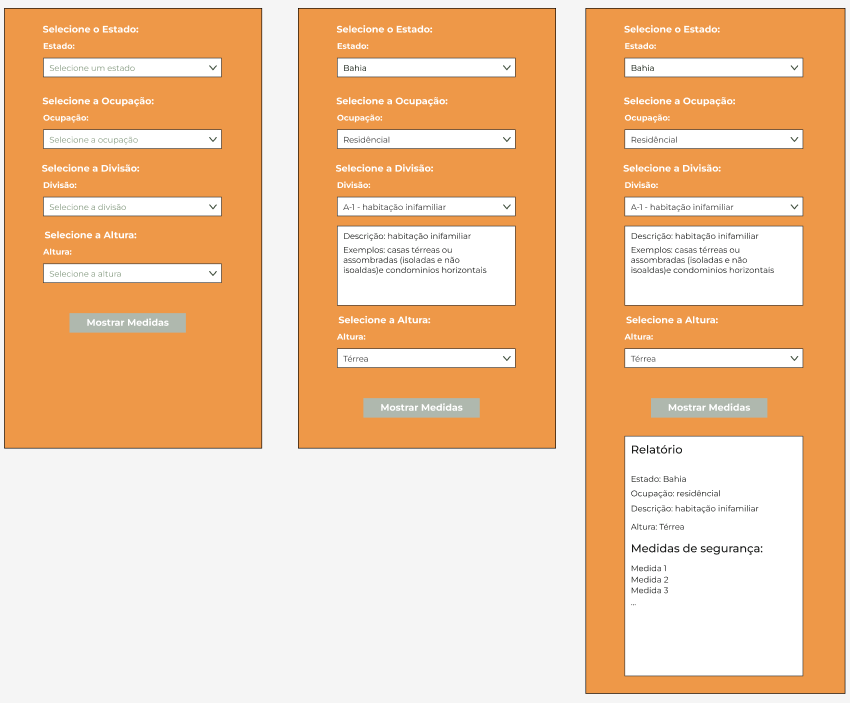 Selecione o Estado:
Estado:
Selecione um estado
Selecione a Ocupação:
Ocupação:
Selecione a ocupação
Selecione a Divisão:
Divisão:
Selecione a divisão
Selecione a Altura:
Altura:
Selecione a altura
Mostrar Medidas
Selecione o Estado:
Estado:
Bahia
Selecione a Ocupação:
Ocupação:
Residêncial
Selecione a Divisão:
Divisão:
A-1 - habitação inifamiliar
Descrição: habitação inifamiliar
Exemplos: casas térreas ou
assombradas (isoladas e não
isoaldas)e condominios horizontais
Selecione a Altura:
Altura:
Térrea
Mostrar Medidas
Selecione o Estado:
Estado:
Bahia
Selecione a Ocupação:
Ocupação:
Residêncial
Selecione a Divisão:
Divisão:
A-1 - habitação inifamiliar
Descrição: habitação inifamiliar
Exemplos: casas térreas ou
assombradas (isoladas e não
isoaldas)e condominios horizontais
Selecione a Altura:
Altura:
Térrea
Mostrar Medidas
Relatório
Estado: Bahia
Ocupação: residêncial
Descrição: habitação inifamiliar
Altura: Térrea
Medidas de segurança:
Medida 1
Medida 2
Medida 3
...